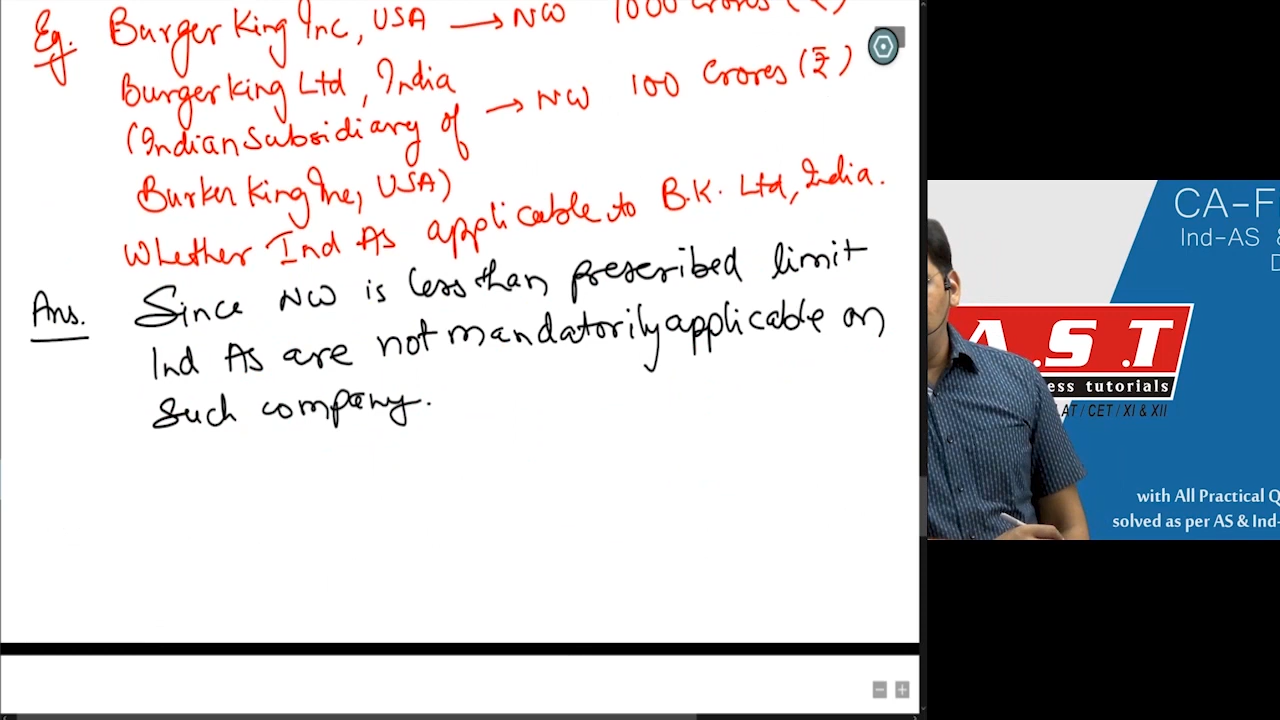 Eg. Burger King Inc, USA → NW 1000 Crores (₹)
Burger King Ltd, India
(Indian Subsidiary of → NW 100 Crores (₹)
Burker King Inc, USA)
Whether Ind As applicable to B.K. Ltd, India.
Ans. Since NW is less than prescribed limit
Ind As are not mandatorily applicable on
such company.
CA-F
Ind-AS &
D
A.S.T
ess tutorials
AT / CET / XI & XII
with All Practical Q
solved as per AS & Ind-